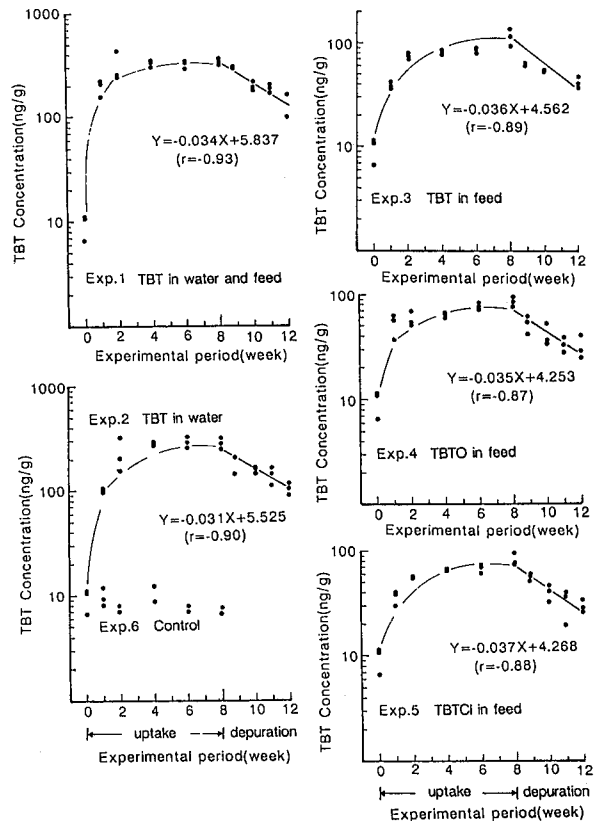 1000
100
10
TBT Concentration(ng/g)
Y=-0.034X+5.837
(r=-0.93)
Exp.1 TBT in water and feed
0 2 4 6 8 10 12
Experimental period(week)
1000
100
10
TBT Concentration(ng/g)
Exp.2 TBT in water
Y=-0.031X+5.525
(r=-0.90)
Exp.6 Control
0 2 4 6 8 10 12
uptake depuration
Experimental period(week)
100
10
TBT Concentration(ng/g)
Y=-0.036X+4.562
(r=-0.89)
Exp.3 TBT in feed
0 2 4 6 8 10 12
Experimental period(week)
100
10
TBT Concentration(ng/g)
Y=-0.035X+4.253
(r=-0.87)
Exp.4 TBTO in feed
0 2 4 6 8 10 12
Experimental period(week)
100
10
TBT Concentration(ng/g)
Y=-0.037X+4.268
(r=-0.88)
Exp.5 TBTCl in feed
0 2 4 6 8 10 12
uptake depuration
Experimental period(week)